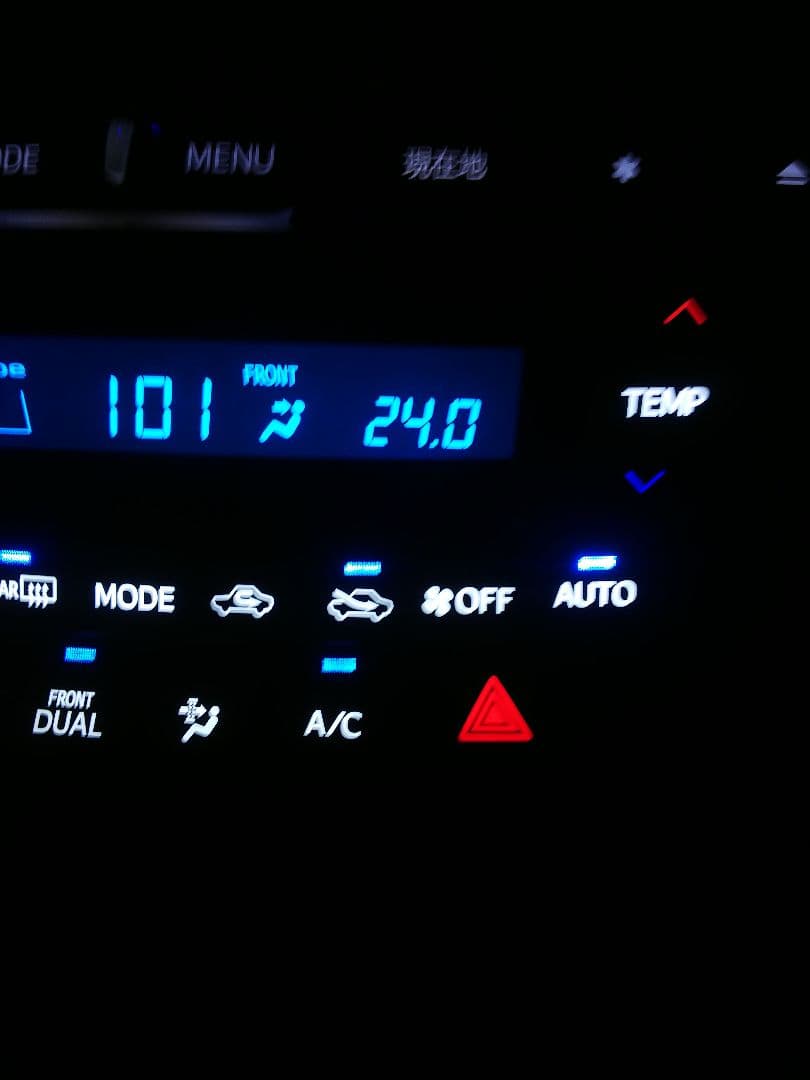 MENU 現在地
TEMP
101 FRONT 24.0
MODE OFF AUTO
FRONT
DUAL A/C